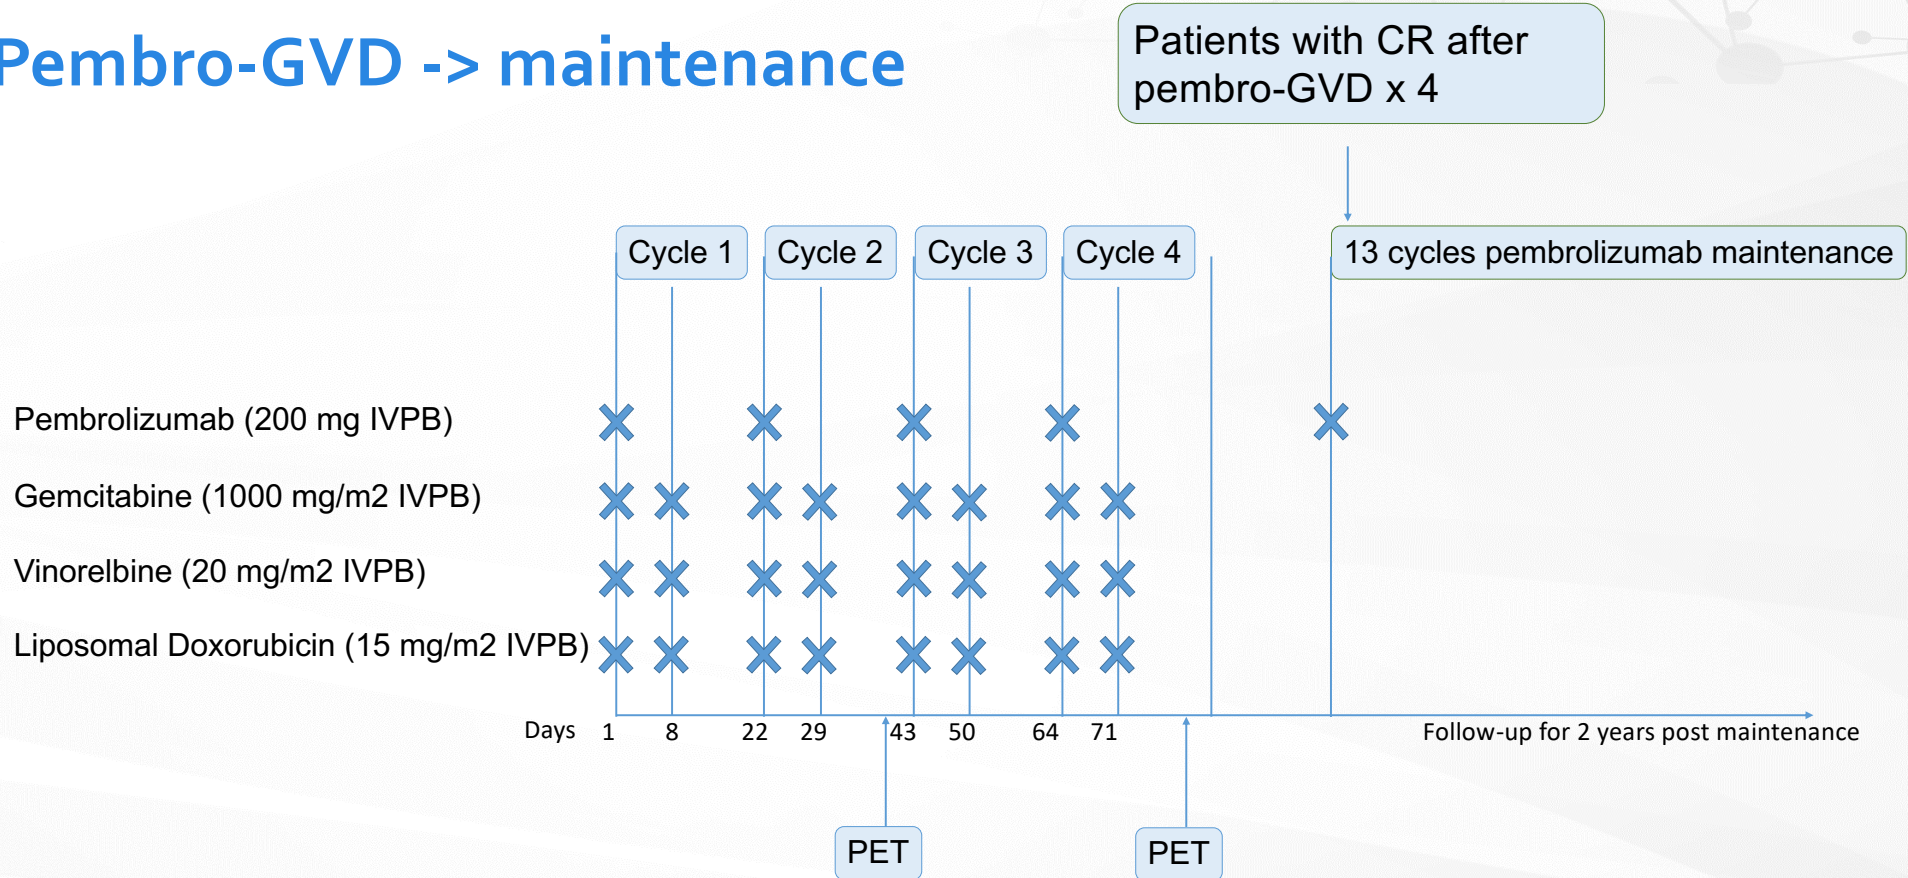 Pembro-GVD -> maintenance
Patients with CR after
pembro-GVD x 4
Cycle 1
Cycle 2
Cycle 3
Cycle 4
13 cycles pembrolizumab maintenance
Pembrolizumab (200 mg IVPB)
Gemcitabine (1000 mg/m2 IVPB)
Vinorelbine (20 mg/m2 IVPB)
Liposomal Doxorubicin (15 mg/m2 IVPB)
Days 1 8 22 29 43 50 64 71
Follow-up for 2 years post maintenance
PET
PET